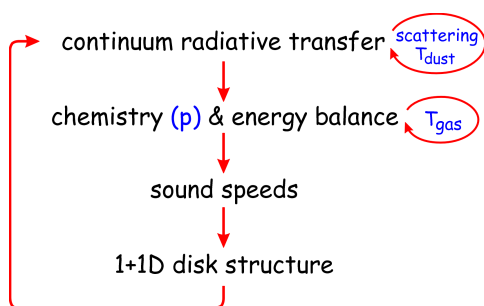 continuum radiative transfer
scattering
Tdust
chemistry (p) & energy balance
Tgas
sound speeds
1+1D disk structure